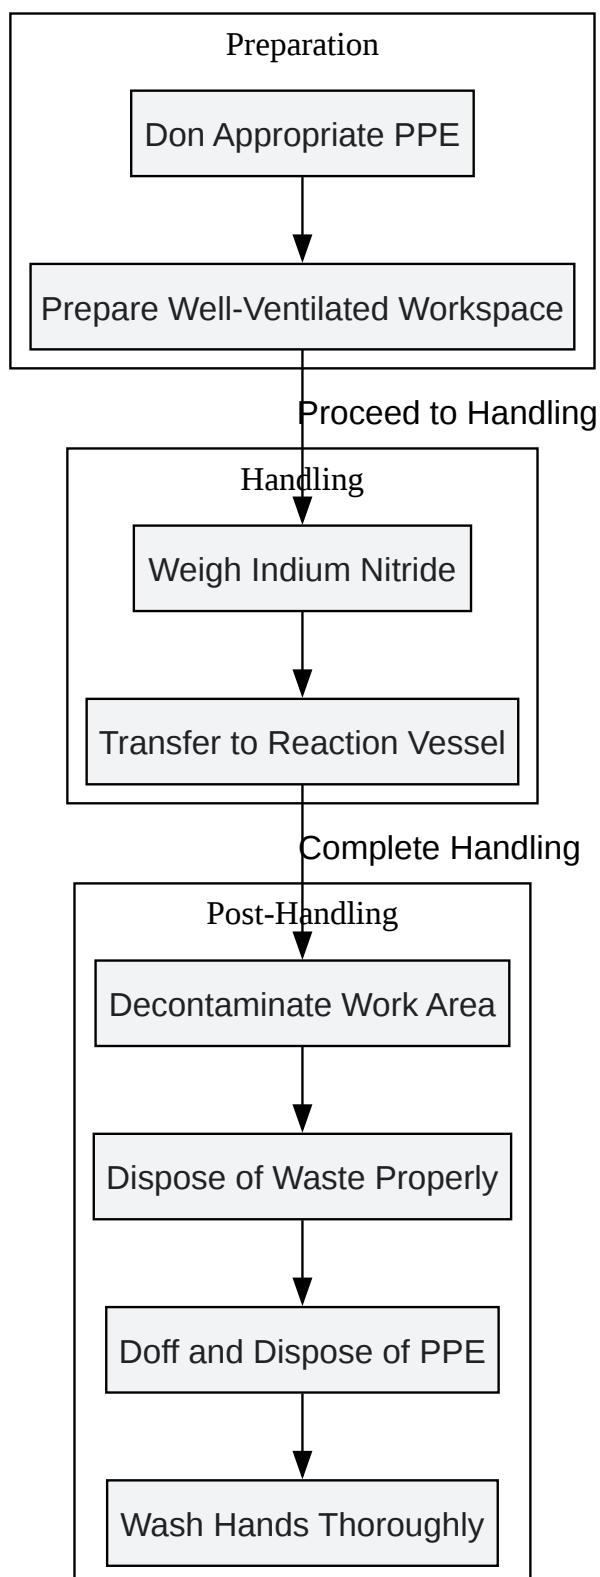 Preparation
Don Appropriate PPE
Prepare Well-Ventilated Workspace
Proceed to Handling
Handling
Weigh Indium Nitride
Transfer to Reaction Vessel
Complete Handling
Post-Handling
Decontaminate Work Area
Dispose of Waste Properly
Doff and Dispose of PPE
Wash Hands Thoroughly